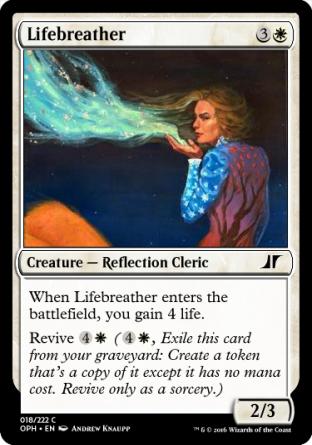 Lifebreather 3
Creature — Reflection Cleric
When Lifebreather enters the
battlefield, you gain 4 life.
Revive 4 ( 4 , Exile this card
from your graveyard: Create a token
that's a copy of it except it has no mana
cost. Revive only as a sorcery.)
2/3
018/222 C
OPH • EN Andrew Knaupp
™ & © 2016 Wizards of the Coast